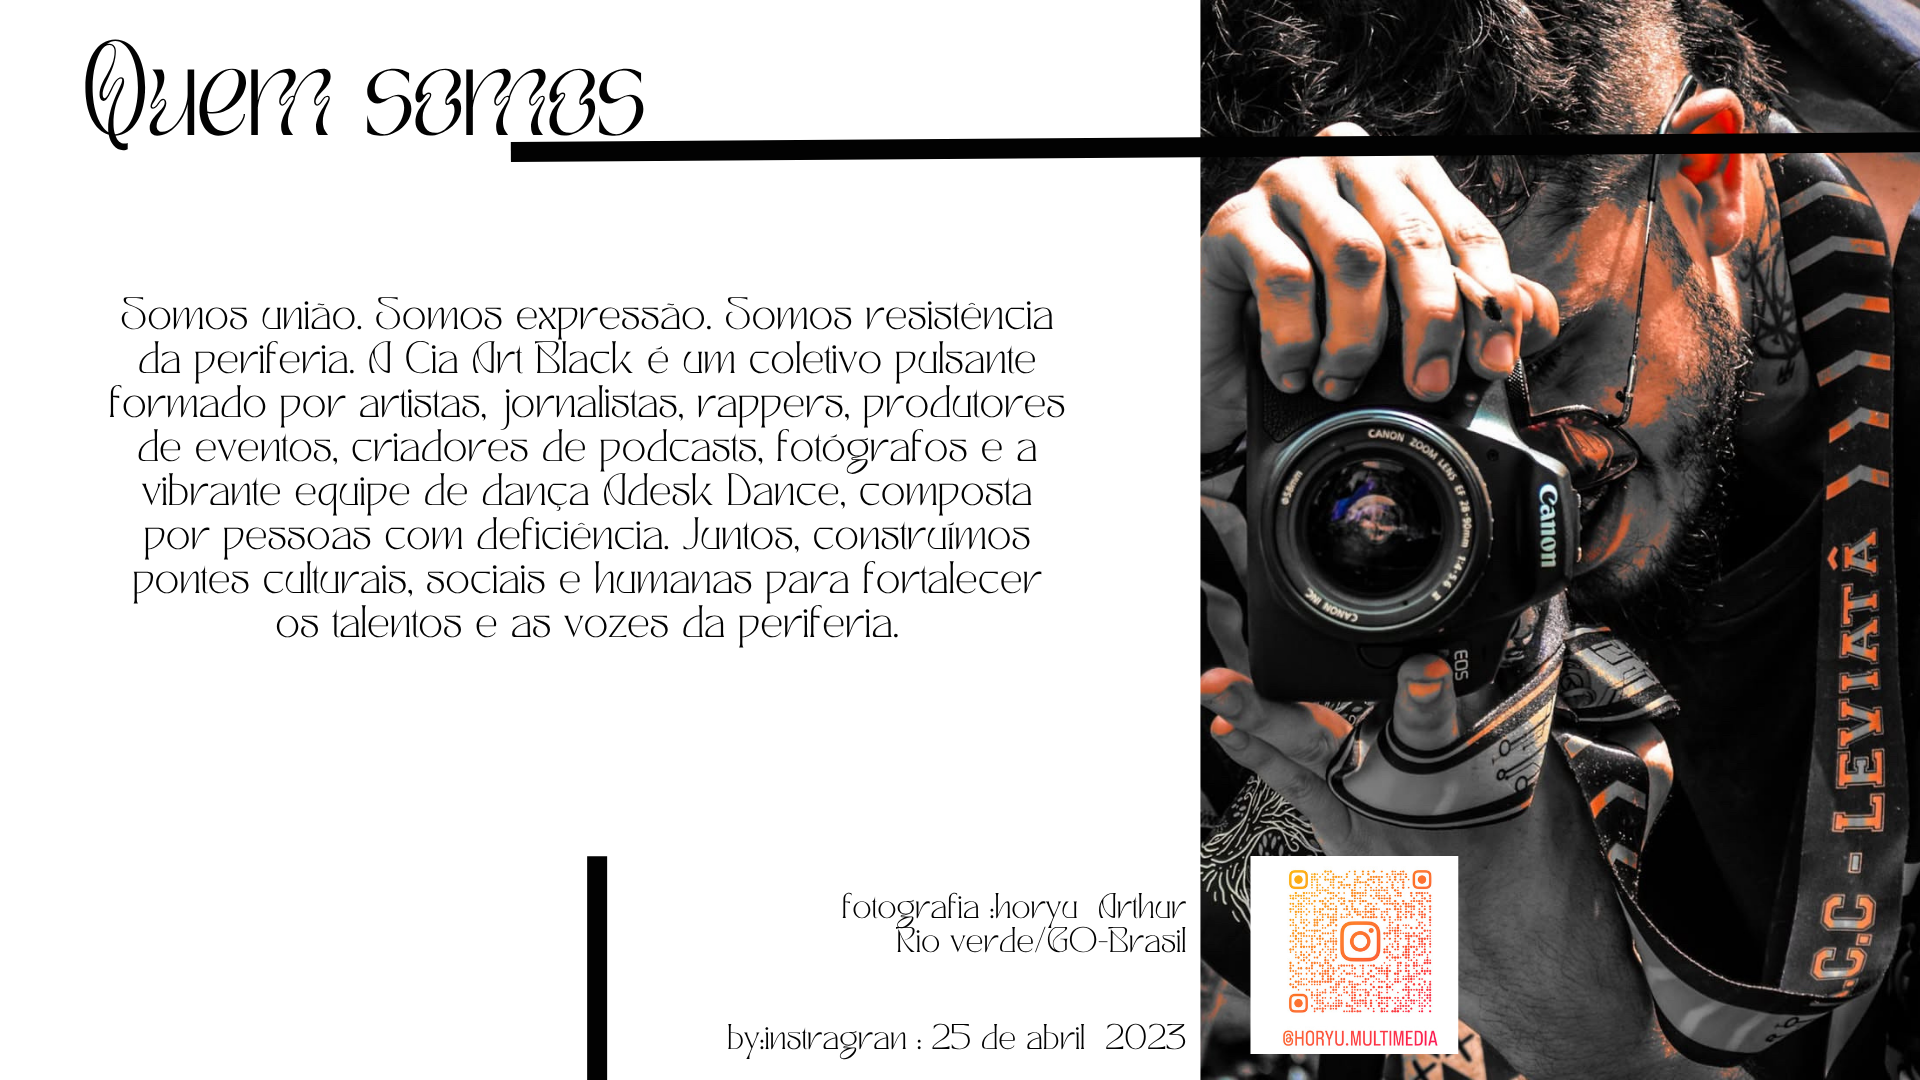 Quem somos
Somos união. Somos expressão. Somos resistência
da periferia. A Cia Art Black é um coletivo pulsante
formado por artistas, jornalistas, rappers, produtores
de eventos, criadores de podcasts, fotógrafos e a
vibrante equipe de dança Adesk Dance, composta
por pessoas com deficiência. Juntos, construímos
pontes culturais, sociais e humanas para fortalecer
os talentos e as vozes da periferia.
fotografia :horyu Arthur
Rio verde/GO-Brasil
by:instragran : 25 de abril 2023
CANON ZOOM LENS EF 28-90mm 1:4-5.6 II
ø58mm
CANON INC.
Canon
EOS
.C.C - LEVIATÃ
@HORYU.MULTIMEDIA